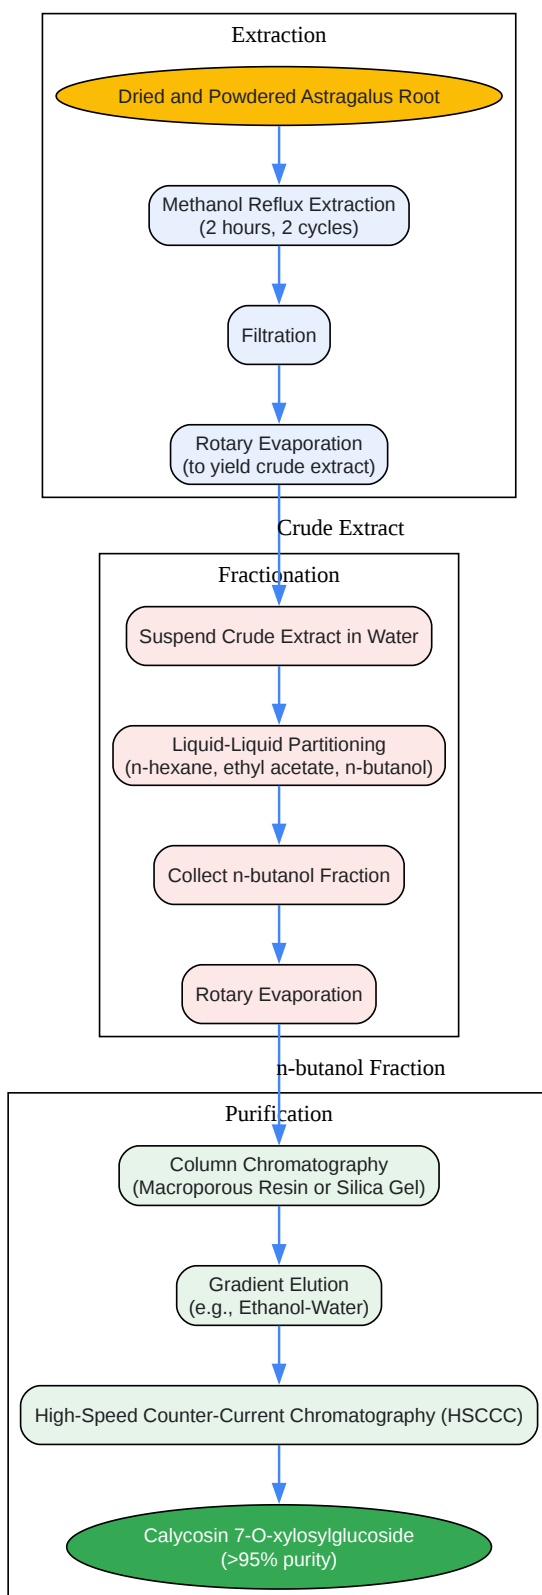 Extraction
Dried and Powdered Astragalus Root
Methanol Reflux Extraction
(2 hours, 2 cycles)
Filtration
Rotary Evaporation
(to yield crude extract)
Crude Extract
Fractionation
Suspend Crude Extract in Water
Liquid-Liquid Partitioning
(n-hexane, ethyl acetate, n-butanol)
Collect n-butanol Fraction
Rotary Evaporation
n-butanol Fraction
Purification
Column Chromatography
(Macroporous Resin or Silica Gel)
Gradient Elution
(e.g., Ethanol-Water)
High-Speed Counter-Current Chromatography (HSCCC)
Calycosin 7-O-xylosylglucoside
(>95% purity)